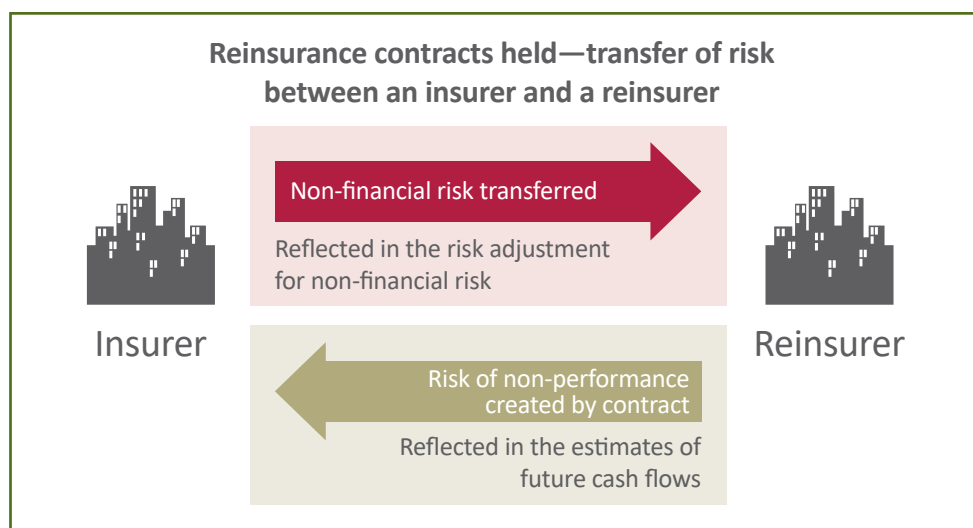 Reinsurance contracts held—transfer of risk
between an insurer and a reinsurer
Non-financial risk transferred
Reflected in the risk adjustment
for non-financial risk
Insurer
Reinsurer
Risk of non-performance
created by contract
Reflected in the estimates of
future cash flows